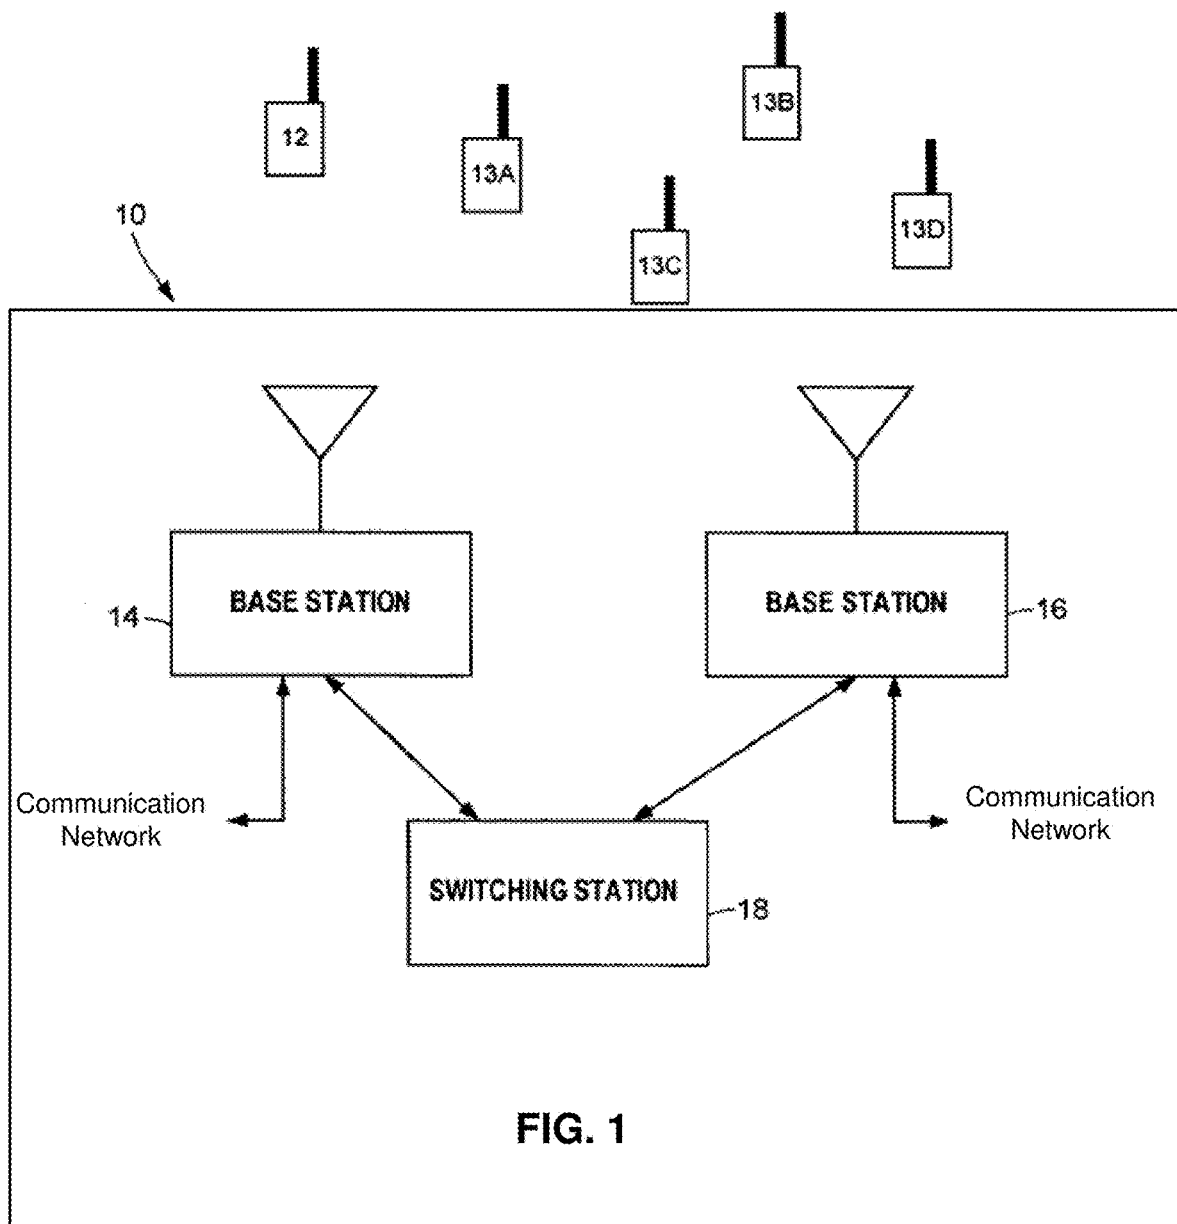 13B
12
13A
13D
10
13C
BASE STATION
BASE STATION
14
16
Communication
Network
Communication
Network
SWITCHING STATION
18
FIG. 1